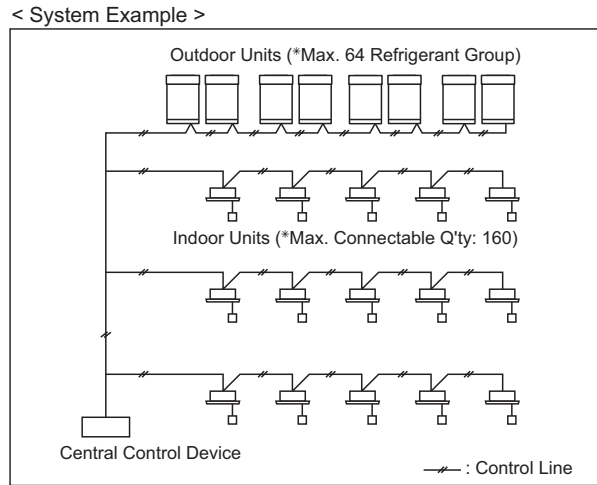 < System Example >
Outdoor Units (*Max. 64 Refrigerant Group)
Indoor Units (*Max. Connectable Q'ty: 160)
Central Control Device
: Control Line